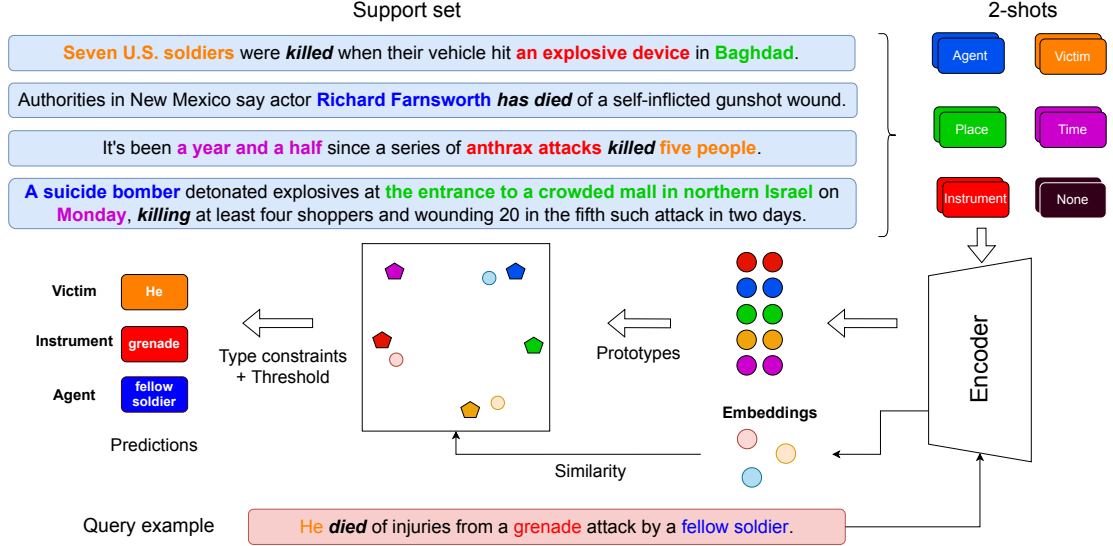 Support set
2-shots
Seven U.S. soldiers were killed when their vehicle hit an explosive device in Baghdad.
Authorities in New Mexico say actor Richard Farnsworth has died of a self-inflicted gunshot wound.
It's been a year and a half since a series of anthrax attacks killed five people.
A suicide bomber detonated explosives at the entrance to a crowded mall in northern Israel on
Monday, killing at least four shoppers and wounding 20 in the fifth such attack in two days.
Agent
Victim
Place
Time
Instrument
None
Victim
He
Instrument
grenade
Agent
fellow
soldier
Predictions
Type constraints
+ Threshold
Prototypes
Embeddings
Encoder
Similarity
Query example
He died of injuries from a grenade attack by a fellow soldier.